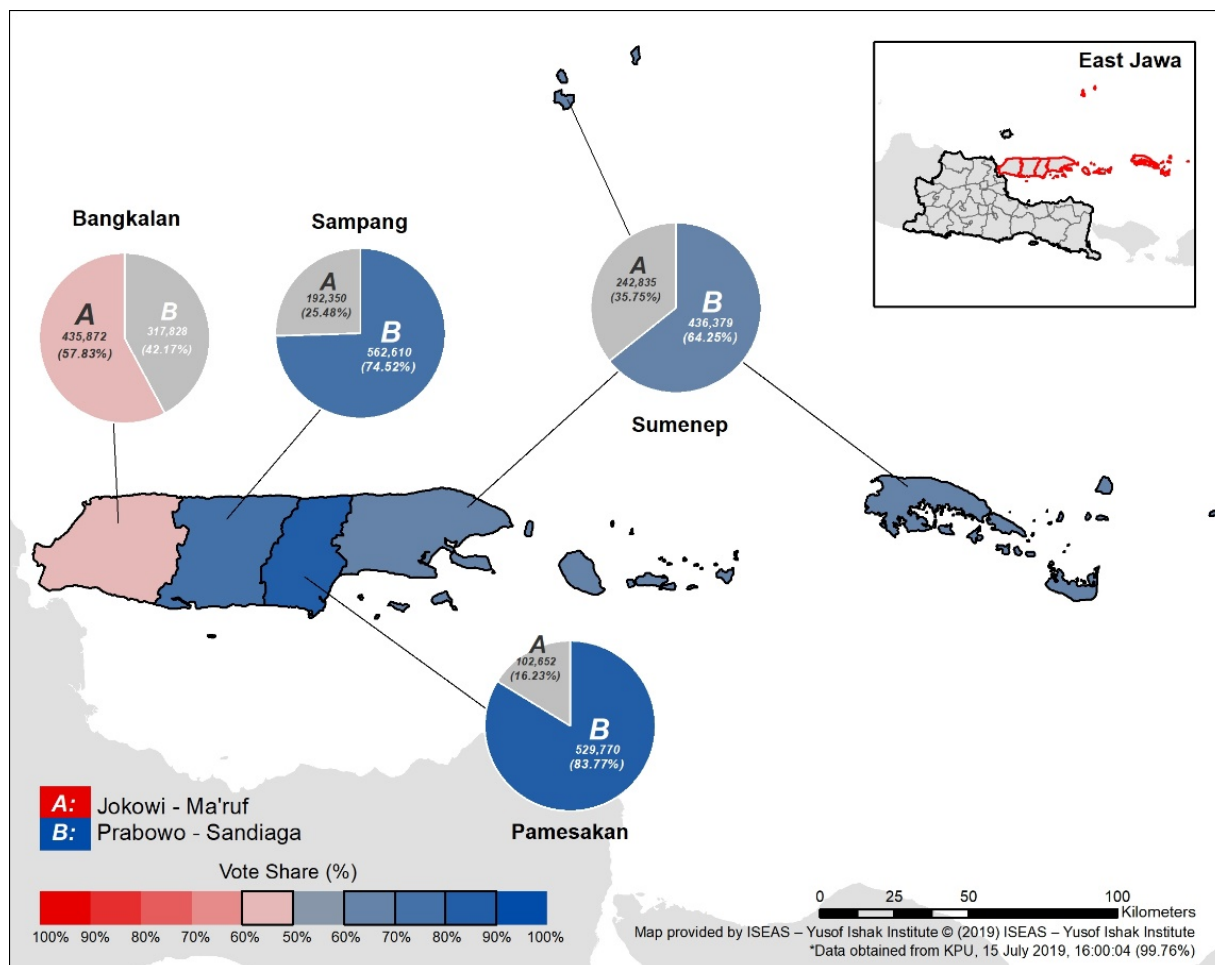 East Jawa
Bangkalan
A
435,872
(57.83%)
B
317,828
(42.17%)
Sampang
A
192,350
(25.48%)
B
562,610
(74.52%)
A
242,835
(35.75%)
B
436,379
(64.25%)
Sumenep
A
102,652
(16.23%)
B
529,770
(83.77%)
Pamesakan
A: Jokowi - Ma'ruf
B: Prabowo - Sandiaga
Vote Share (%)
100% 90% 80% 70% 60% 50% 60% 70% 80% 90% 100%
0 25 50 100
Kilometers
Map provided by ISEAS – Yusof Ishak Institute © (2019) ISEAS – Yusof Ishak Institute
*Data obtained from KPU, 15 July 2019, 16:00:04 (99.76%)